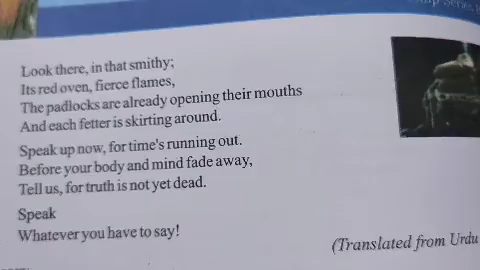 Look there, in that smithy;
Its red oven, fierce flames,
The padlocks are already opening their mouths
And each fetter is skirting around.
Speak up now, for time's running out.
Before your body and mind fade away,
Tell us, for truth is not yet dead.
Speak
Whatever you have to say!
(Translated from Urdu